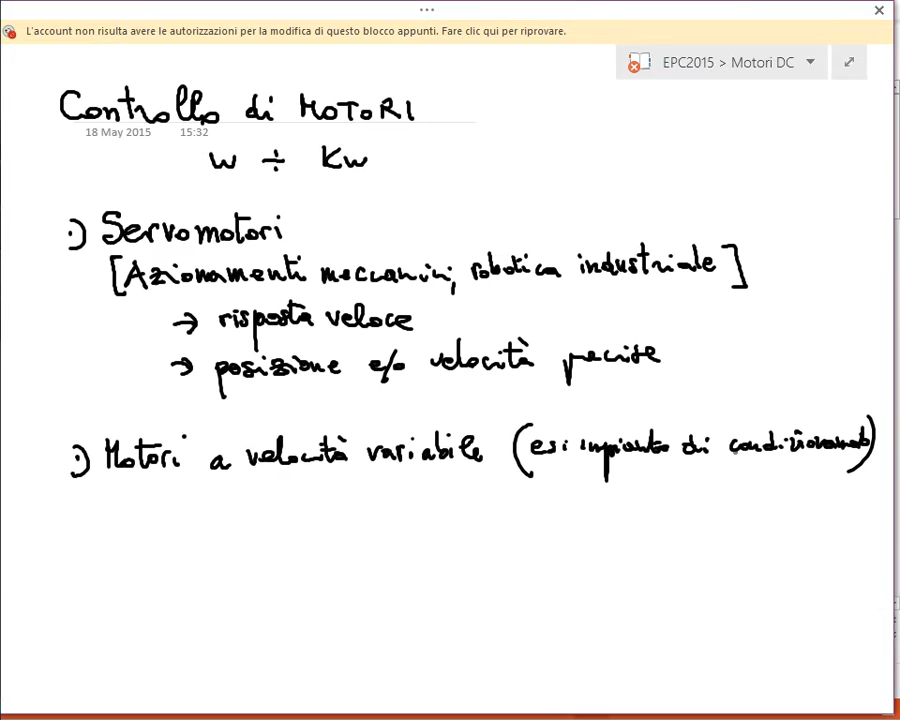 L'account non risulta avere le autorizzazioni per la modifica di questo blocco appunti. Fare clic qui per riprovare.
EPC2015 > Motori DC
Controllo di MOTORI
18 May 2015 15:32
W ÷ KW
·) Servomotori
[Azionamenti meccanici, robotica industriale]
→ risposta veloce
→ posizione e/o velocità precise
·) Motori a velocità variabile (es: impianto di condizionamento)